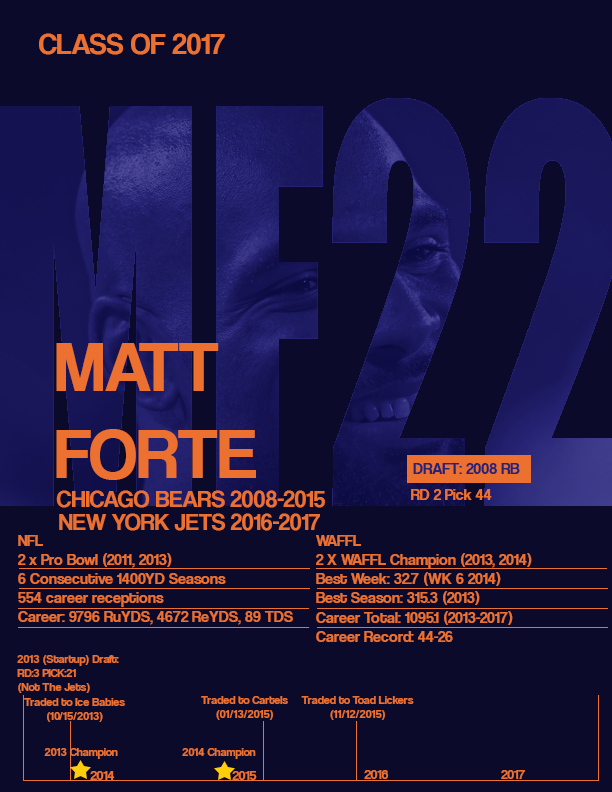 CLASS OF 2017
MF22
MATT
FORTE
CHICAGO BEARS 2008-2015
NEW YORK JETS 2016-2017
DRAFT: 2008 RB
RD 2 Pick 44
NFL
2 x Pro Bowl (2011, 2013)
6 Consecutive 1400YD Seasons
554 career receptions
Career: 9796 RuYDS, 4672 ReYDS, 89 TDS
WAFFL
2 X WAFFL Champion (2013, 2014)
Best Week: 32.7 (WK 6 2014)
Best Season: 315.3 (2013)
Career Total: 1095.1 (2013-2017)
Career Record: 44-26
2013 (Startup) Draft:
RD:3 PICK:21
(Not The Jets)
Traded to Ice Babies
(10/15/2013)
Traded to Cartels
(01/13/2015)
Traded to Toad Lickers
(11/12/2015)
2013 Champion
2014 Champion
2014
2015
2016
2017